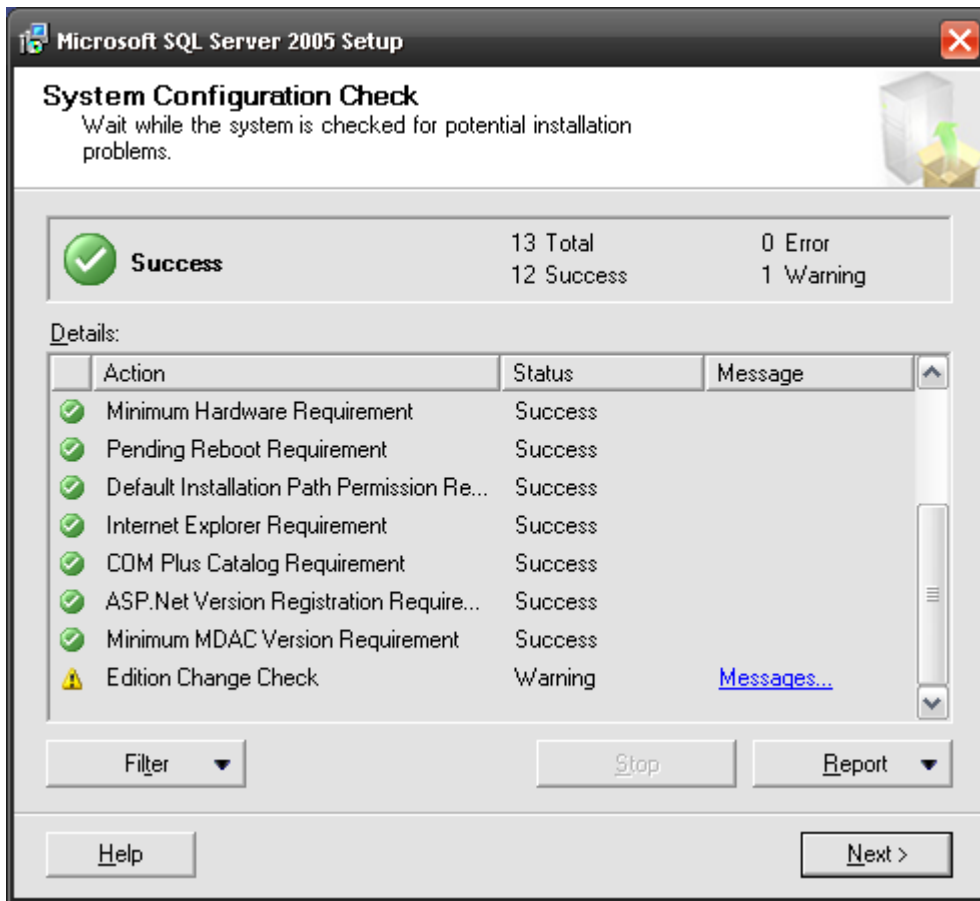 Microsoft SQL Server 2005 Setup
System Configuration Check
Wait while the system is checked for potential installation
problems.
Success 13 Total 0 Error
12 Success 1 Warning
Details:
Action Status Message
Minimum Hardware Requirement Success
Pending Reboot Requirement Success
Default Installation Path Permission Re... Success
Internet Explorer Requirement Success
COM Plus Catalog Requirement Success
ASP.Net Version Registration Require... Success
Minimum MDAC Version Requirement Success
Edition Change Check Warning Messages...
Filter Stop Report
Help Next >